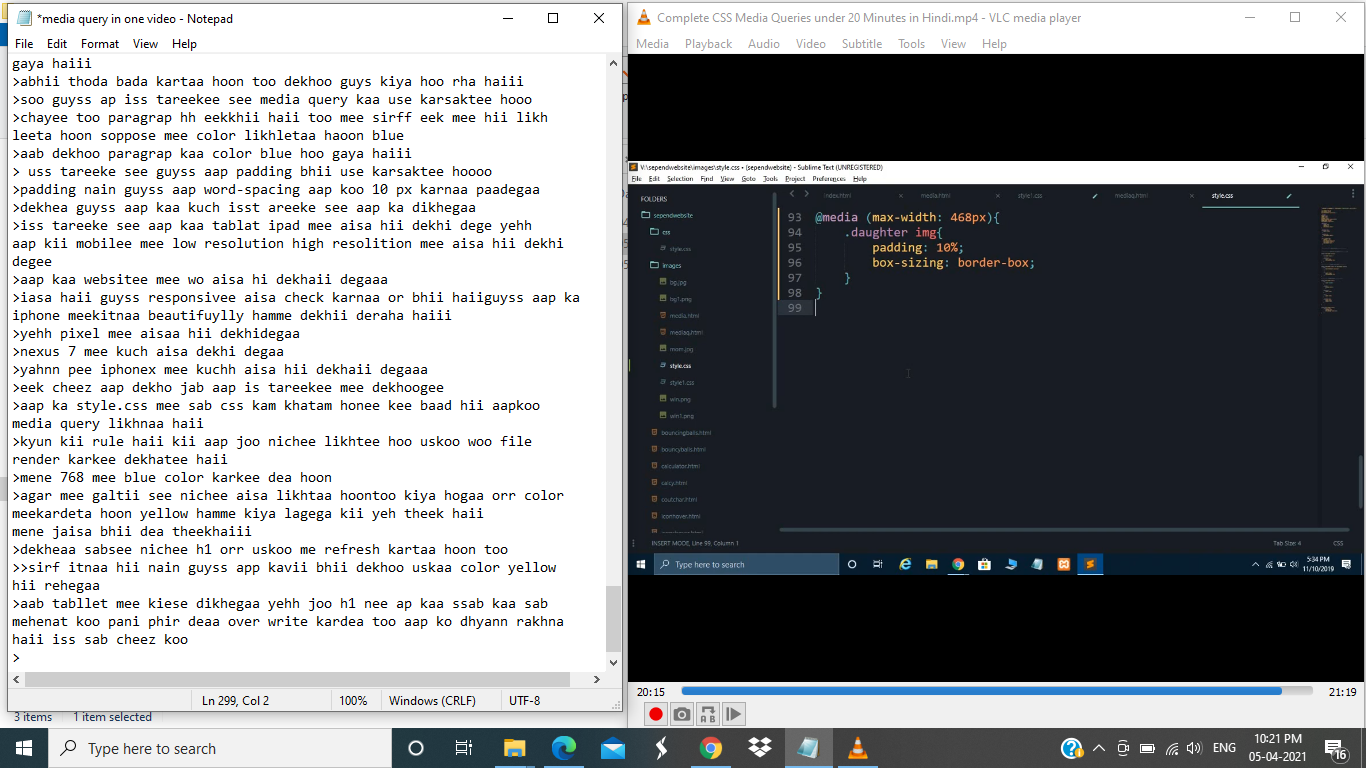 *media query in one video - Notepad
File Edit Format View Help
gaya haiii
>abhii thoda bada kartaa hoon too dekhoo guys kiya hoo rha haiii
>soo guyss ap iss tareekee see media query kaa use karsaktee hooo
>chayee too paragrap hh eekkhii haii too mee sirff eek mee hii likh
leeta hoon soppose mee color likhletaa haoon blue
>aab dekhoo paragrap kaa color blue hoo gaya haiii
> uss tareeke see guyss aap padding bhii use karsaktee hoooo
>padding nain guyss aap word-spacing aap koo 10 px karnaa paadegaa
>dekhea guyss aap kaa kuch isst areeke seee aap ka dikhegaa
>iss tareeke see aap kaa tablat ipad mee aisa hii dekhi dege yehh
aap kii mobilee mee low resolution high resolition mee aisa hii dekhi
degee
>aap kaa websitee mee wo aisa hi dekhaii degaaa
>iasa haii guyss responsivee aisa check karnaa or bhii haiiguyss aap ka
iphone meekitnaa beautifuylly hamme dekhii deraha haiii
>yehh pixel mee aisaa hii dekhidegaa
>nexus 7 mee kuch aisa dekhi degaa
>yahnn pee iphonex mee kuchh aisa hii dekhaii degaaa
>eek cheez aap dekho jab aap is tareekee mee dekhoogee
>aap ka style.css mee sab css kam khatam honee kee baad hii aapkoo
media query likhnaa haii
>kyun kii rule haii kii aap joo nichee likhtee hoo uskoo woo file
render karkee dekhatee haii
>mene 768 mee blue color karkee dea hoon
>agar mee galtii see nichee aisa likhtaa hoontoo kiya hogaa orr color
meekardeta hoon yellow hamme kiya lagega kii yeh theek haii
mene jaisa bhii dea theekhaiii
>dekheaa sabsee nichee h1 orr uskoo me refresh kartaa hoon too
>>sirf itnaa hii nain guyss app kavii bhii dekhoo uskaa color yellow
hii rehegaa
>aab tabllet mee kiese dikhegaa yehh joo h1 nee ap kaa ssab kaa sab
mehenat koo pani phir deaa over write kardea too aap ko dhyann rakhna
haii iss sab cheez koo
>
Ln 299, Col 2 100% Windows (CRLF) UTF-8
3 items 1 item selected
Complete CSS Media Queries under 20 Minutes in Hindi.mp4 - VLC media player
Media Playback Audio Video Subtitle Tools View Help
V:\sependwebsite\images\style.css • (sependwebsite) - Sublime Text (UNREGISTERED)
File Edit Selection Find View Goto Tools Project Preferences Help
index.html media.html style1.css mediaq.html style.css
FOLDERS
sependwebsite
css
style.css
images
bg.jpg
bg1.png
media.html
mediaq.html
mom.jpg
style.css
style1.css
win.png
win1.png
bouncingballs.html
bouncyballs.html
calculator.html
calcy.html
coutchar.html
iconhover.html
93 @media (max-width: 468px){
94 .daughter img{
95 padding: 10%;
96 box-sizing: border-box;
97 }
98 }
99
INSERT MODE, Line 99, Column 1 Tab Size: 4 CSS
Type here to search
5:34 PM
11/10/2019
20:15 21:19
A B
Type here to search
ENG
10:21 PM
05-04-2021
16